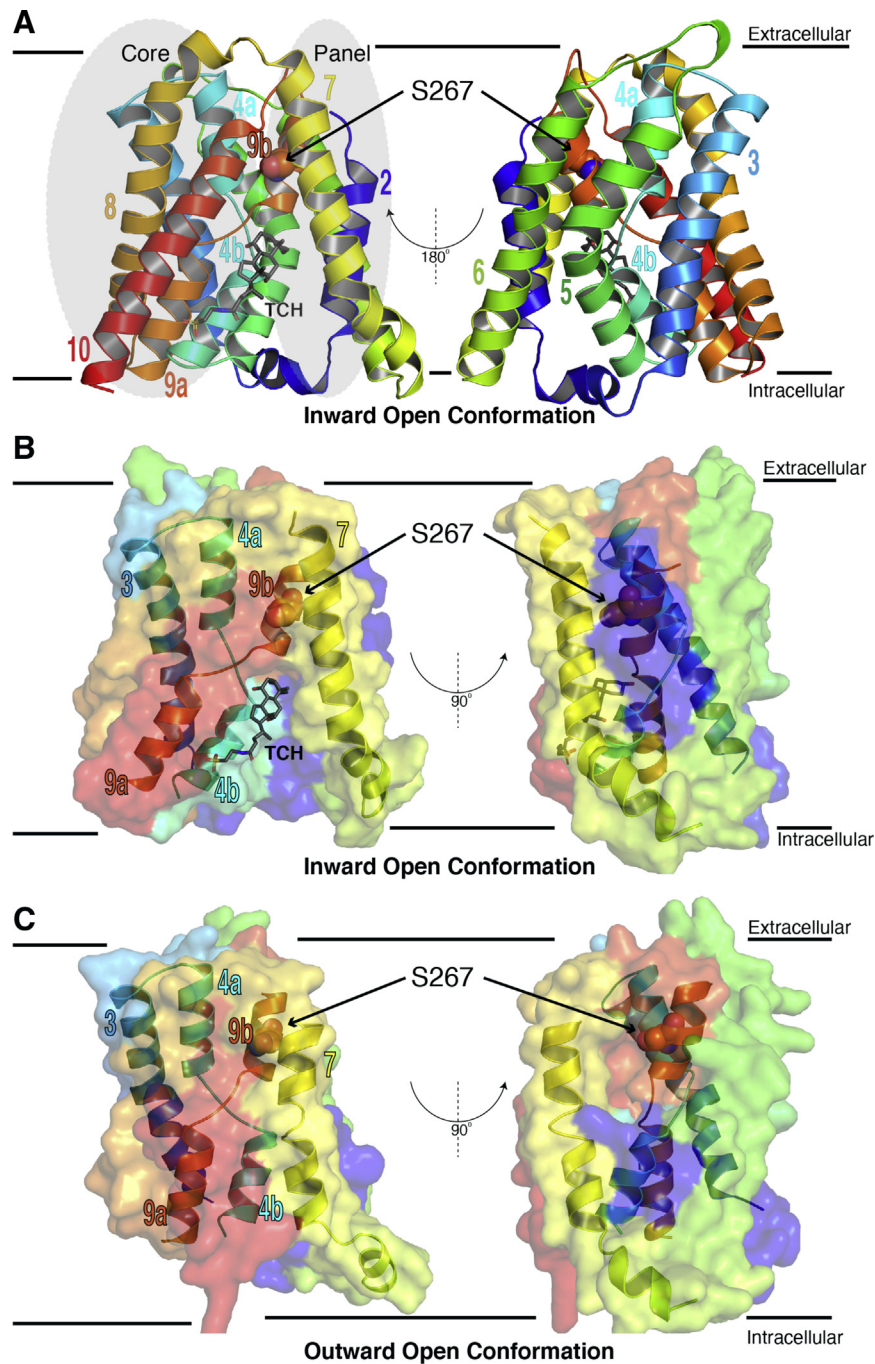 A
Extracellular
Core
Panel
7
4a
S267
4a
9b
3
2
8
4b
4b
180°
6
5
TCH
10
9a
Intracellular
Inward Open Conformation
B
Extracellular
4a
7
S267
3
9b
90°
TCH
9a
4b
Intracellular
Inward Open Conformation
C
Extracellular
S267
4a
3
9b
7
90°
9a
4b
Intracellular
Outward Open Conformation